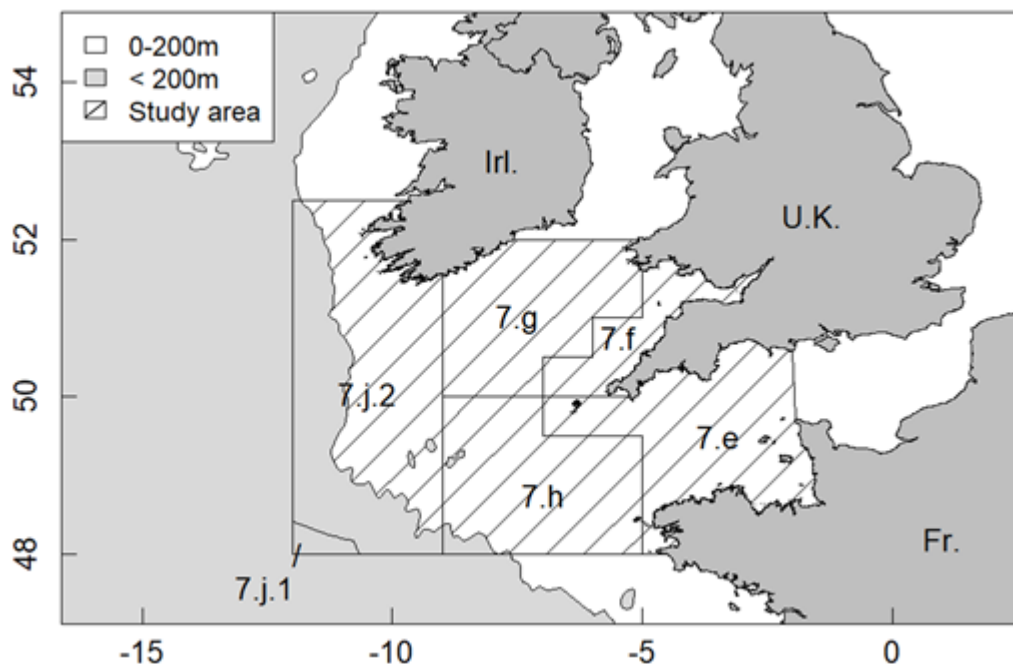 0-200m
< 200m
Study area
54
52
50
48
Irl.
U.K.
7.g
7.f
7.j.2
7.e
7.h
Fr.
7.j.1
-15
-10
-5
0